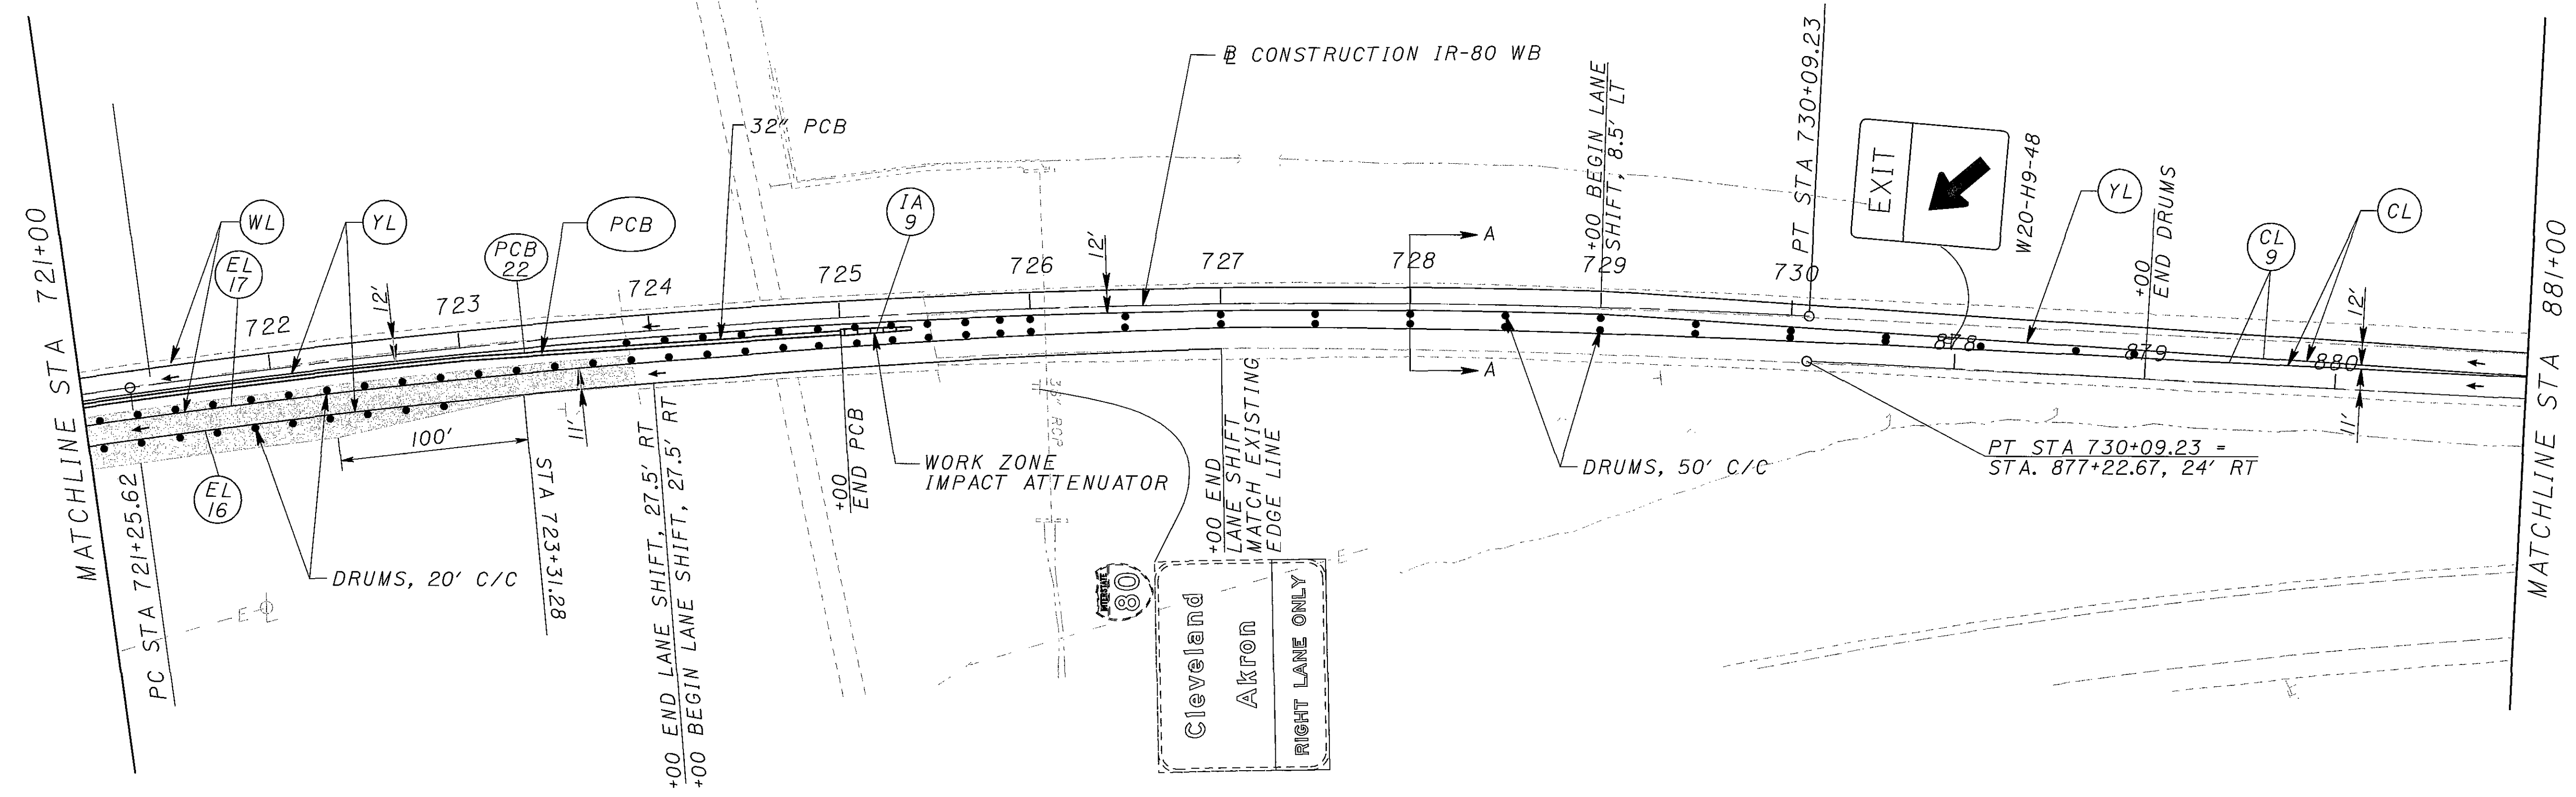 MATCHLINE STA 721+00
PC STA 721+25.62
WL
EL
17
YL
EL
16
12'
722
723
724
725
726
727
728
729
730
878
879
880
100'
DRUMS, 20' C/C
STA 723+31.28
11'
PCB
22
PCB
32" PCB
+00 END LANE SHIFT, 27.5' RT
+00 BEGIN LANE SHIFT, 27.5' RT
+00
END PCB
IA
9
WORK ZONE
IMPACT ATTENUATOR
12'
RCP
℄ CONSTRUCTION IR-80 WB
INTERSTATE
80
Cleveland
Akron
RIGHT LANE ONLY
+00 END
LANE SHIFT
MATCH EXISTING
EDGE LINE
A
A
DRUMS, 50' C/C
+00 BEGIN LANE
SHIFT, 8.5' LT
PT STA 730+09.23
EXIT
W20-H9-48
PT STA 730+09.23 =
STA. 877+22.67, 24' RT
YL
+00
END DRUMS
CL
9
CL
12'
11'
MATCHLINE STA 881+00
E
E